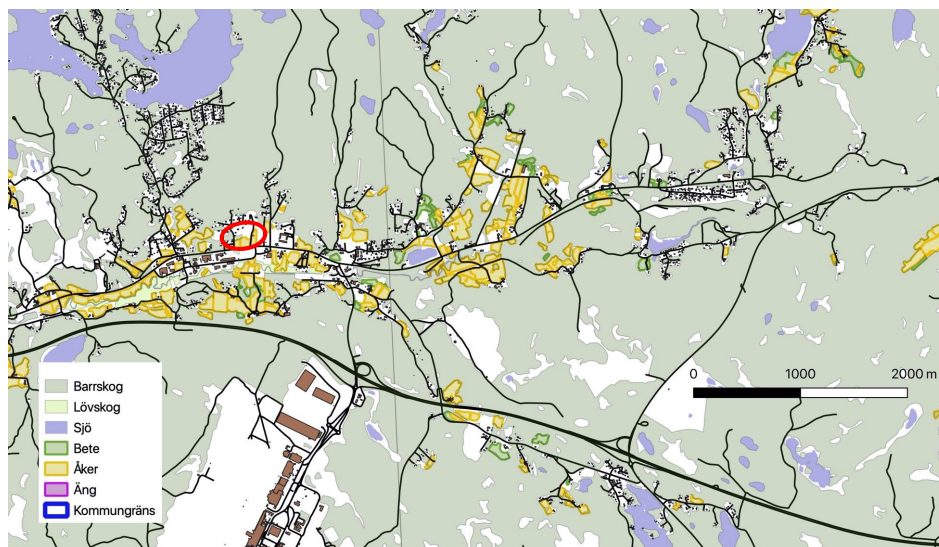 Barrskog
Lövskog
Sjö
Bete
Åker
Äng
Kommungräns
0 1000 2000 m